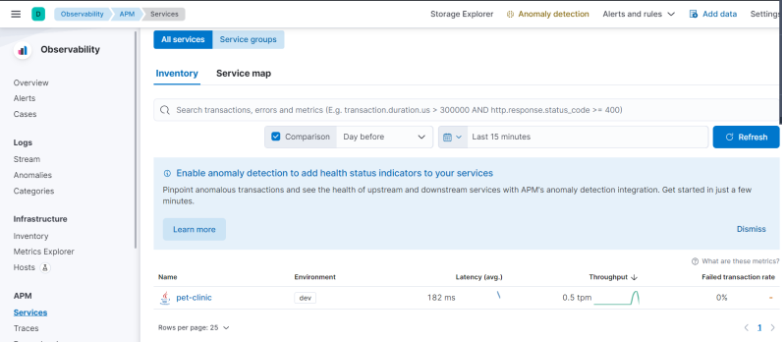 D Observability APM Services Storage Explorer Anomaly detection Alerts and rules Add data Settings
Observability
All services Service groups
Inventory Service map
Overview
Alerts
Cases
Search transactions, errors and metrics (E.g. transaction.duration.us > 300000 AND http.response.status_code >= 400)
Comparison Day before Last 15 minutes Refresh
Logs
Stream
Anomalies
Categories
Enable anomaly detection to add health status indicators to your services
Pinpoint anomalous transactions and see the health of upstream and downstream services with APM's anomaly detection integration. Get started in just a few
minutes.
Learn more Dismiss
Infrastructure
Inventory
Metrics Explorer
Hosts
What are these metrics?
Name Environment Latency (avg.) Throughput Failed transaction rate
pet-clinic dev 182 ms 0.5 tpm 0% -
APM
Services
Traces
Rows per page: 25 1